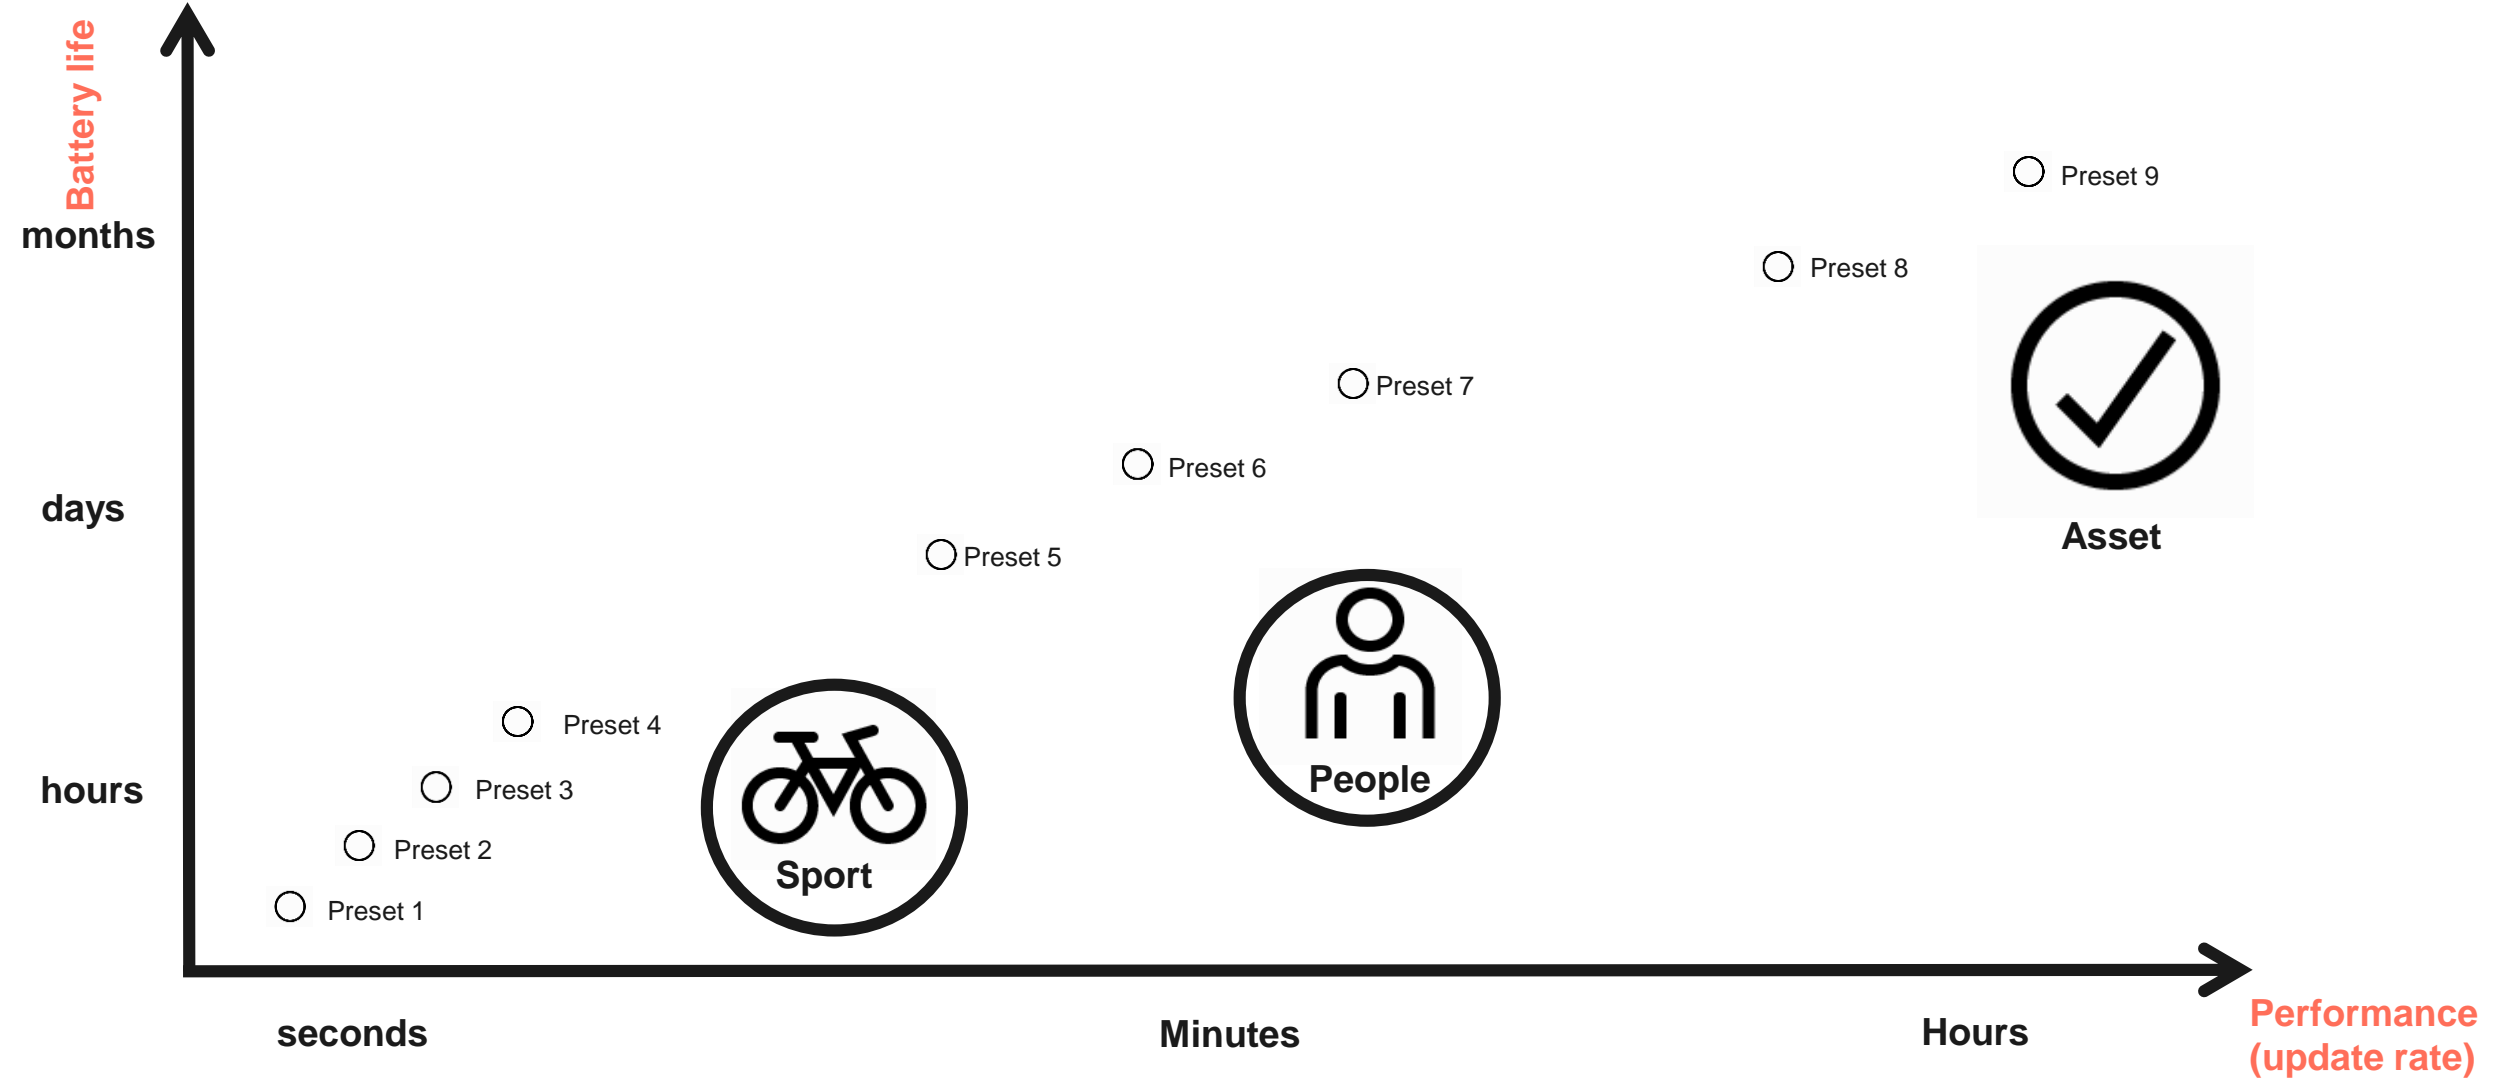 Battery life
months
days
hours
Preset 9
Preset 8
Preset 7
Preset 6
Preset 5
Preset 4
Preset 3
Preset 2
Preset 1
Asset
People
Sport
seconds
Minutes
Hours
Performance
(update rate)